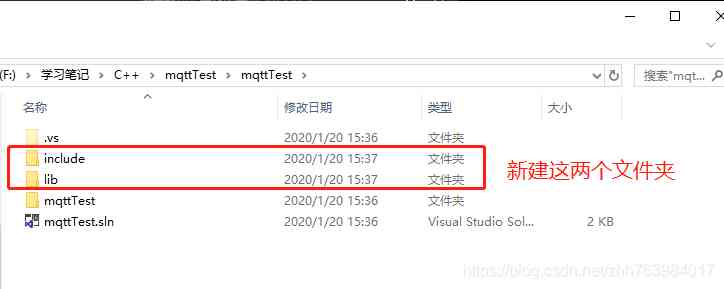 (F:) > 学习笔记 > C++ > mqttTest > mqttTest >
搜索"mqt...
名称 修改日期 类型 大小
.vs 2020/1/20 15:36 文件夹
include 2020/1/20 15:37 文件夹
lib 2020/1/20 15:37 文件夹
新建这两个文件夹
mqttTest 2020/1/20 15:36 文件夹
mqttTest.sln 2020/1/20 15:36 Visual Studio Sol... 2 KB
https://blog.csdn.net/zhh763984017